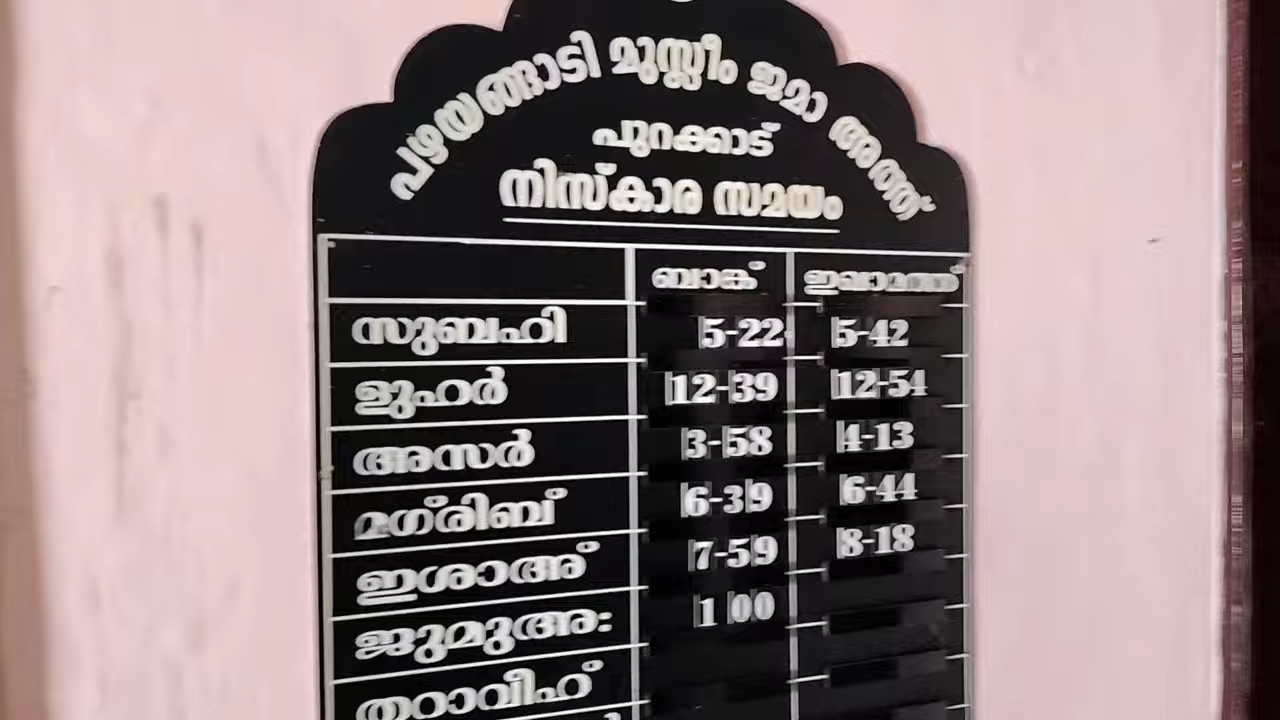 പഴയങ്ങാടി മുസ്ലീം ജമാ അത്ത്
പുറക്കാട്
നിസ്കാര സമയം
ബാങ്ക് ഇഖാമത്ത്
സുബഹി 5-22 5-42
ളുഹർ 12-39 12-54
അസർ 3-58 4-13
മഗ്‌രിബ് 6-39 6-44
ഇശാഅ് 7-59 8-18
ജുമുഅ: 1 00
തറാവീഹ്